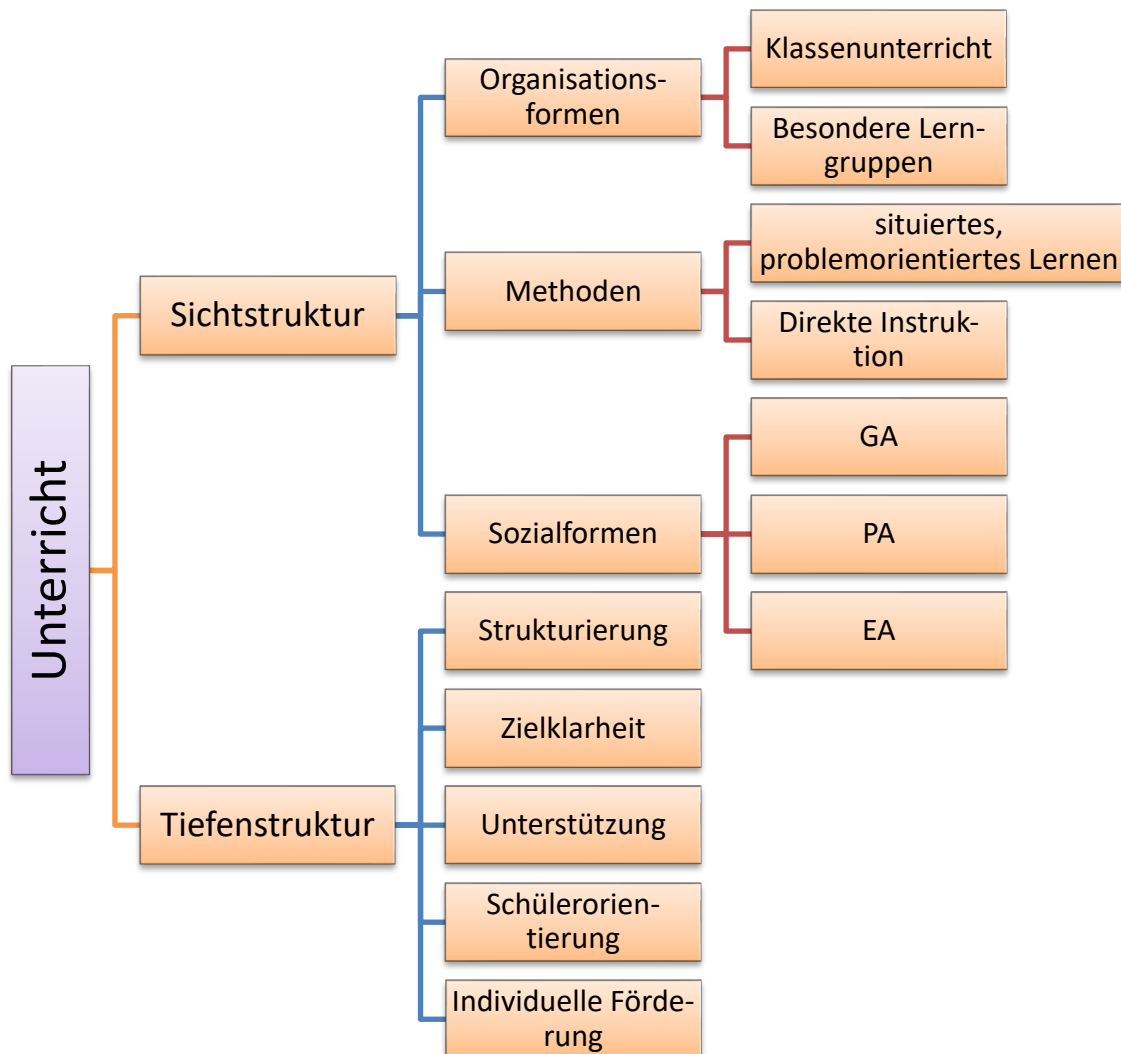 Unterricht
Sichtstruktur
Organisations-
formen
Klassenunterricht
Besondere Lern-
gruppen
Methoden
situiertes,
problemorientiertes Lernen
Direkte Instruk-
tion
Sozialformen
GA
PA
EA
Tiefenstruktur
Strukturierung
Zielklarheit
Unterstützung
Schülerorien-
tierung
Individuelle Förde-
rung